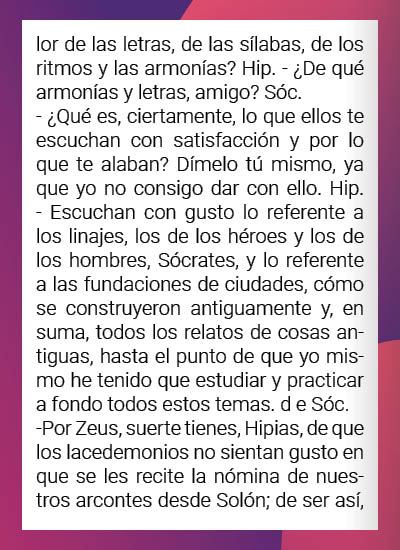 lor de las letras, de las sílabas, de los
ritmos y las armonías? Hip. - ¿De qué
armonías y letras, amigo? Sóc.
- ¿Qué es, ciertamente, lo que ellos te
escuchan con satisfacción y por lo
que te alaban? Dímelo tú mismo, ya
que yo no consigo dar con ello. Hip.
- Escuchan con gusto lo referente a
los linajes, los de los héroes y los de
los hombres, Sócrates, y lo referente
a las fundaciones de ciudades, cómo
se construyeron antiguamente y, en
suma, todos los relatos de cosas an-
tiguas, hasta el punto de que yo mis-
mo he tenido que estudiar y practicar
a fondo todos estos temas. d e Sóc.
-Por Zeus, suerte tienes, Hipias, de que
los lacedemonios no sientan gusto en
que se les recite la nómina de nues-
tros arcontes desde Solón; de ser así,